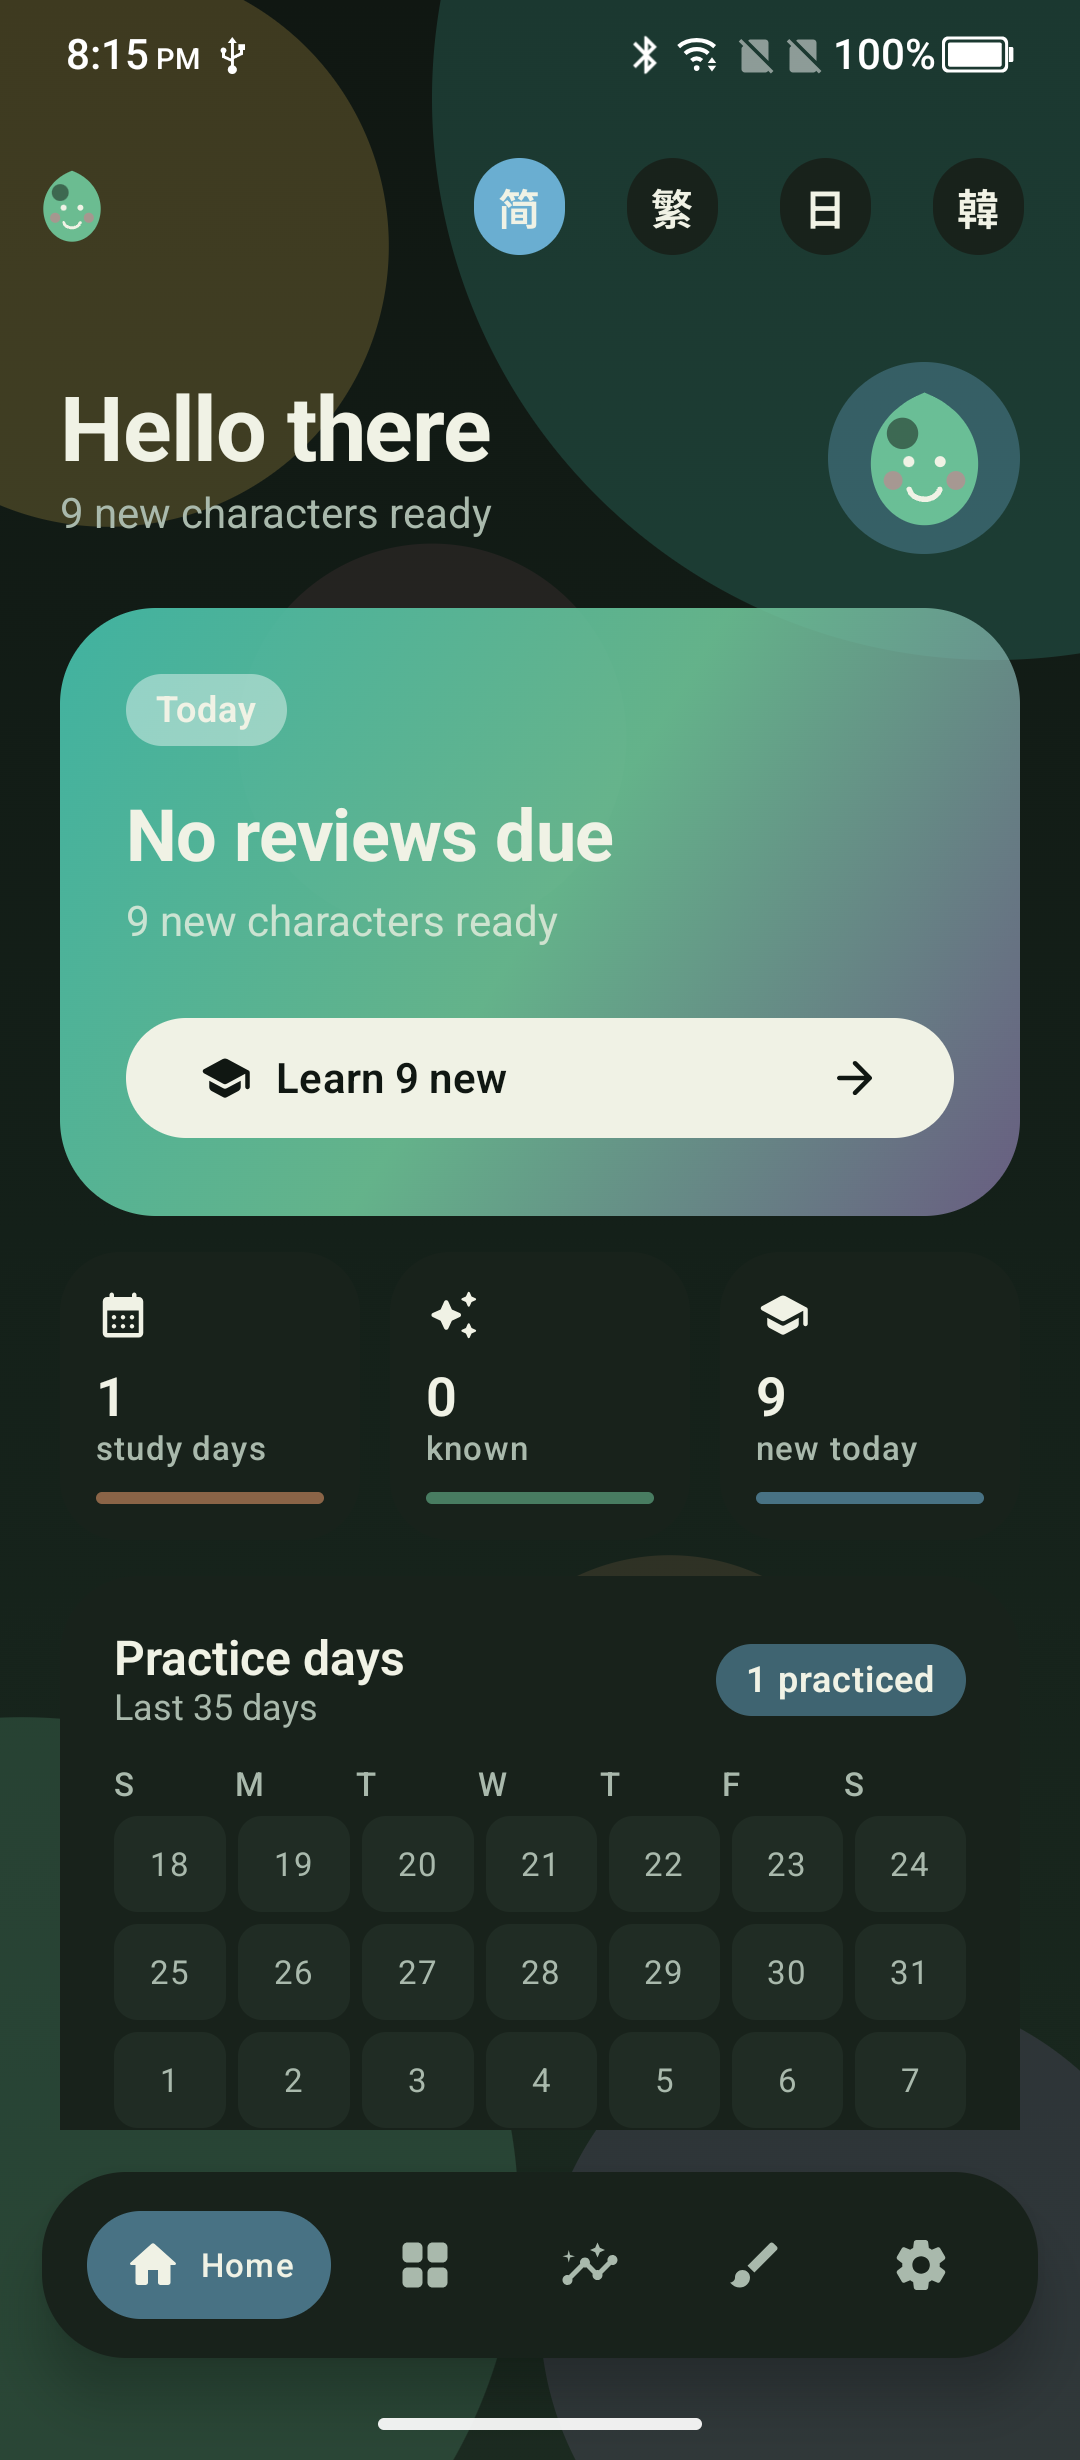 8:15 PM 100%
简 繁 日 韓
Hello there
9 new characters ready
Today
No reviews due
9 new characters ready
Learn 9 new
1 0 9
study days known new today
Practice days
1 practiced
Last 35 days
S M T W T F S
18 19 20 21 22 23 24
25 26 27 28 29 30 31
1 2 3 4 5 6 7
Home